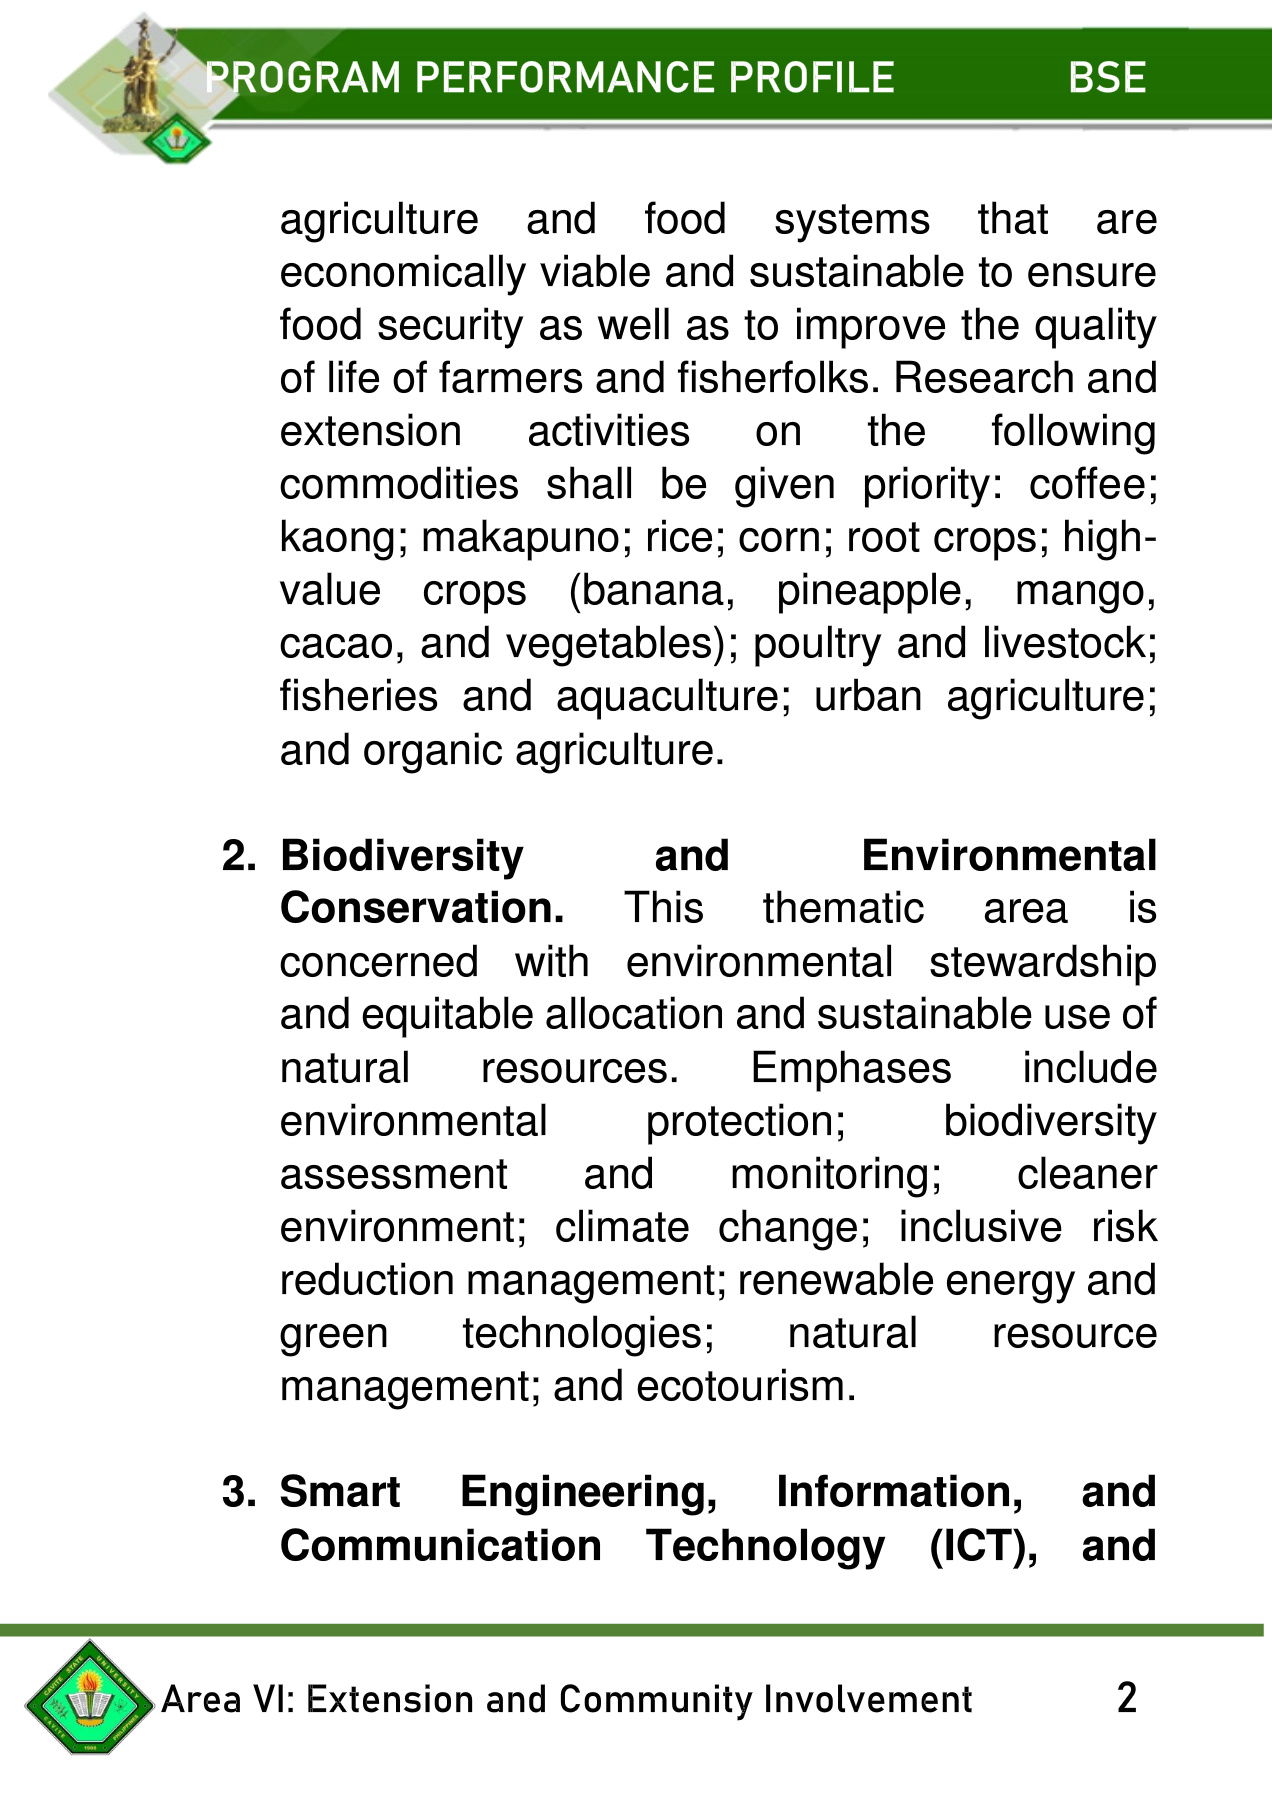 PROGRAM PERFORMANCE PROFILE BSE
agriculture and food systems that are
economically viable and sustainable to ensure
food security as well as to improve the quality
of life of farmers and fisherfolks. Research and
extension activities on the following
commodities shall be given priority: coffee;
kaong; makapuno; rice; corn; root crops; high-
value crops (banana, pineapple, mango,
cacao, and vegetables); poultry and livestock;
fisheries and aquaculture; urban agriculture;
and organic agriculture.
2. Biodiversity and Environmental
Conservation. This thematic area is
concerned with environmental stewardship
and equitable allocation and sustainable use of
natural resources. Emphases include
environmental protection; biodiversity
assessment and monitoring; cleaner
environment; climate change; inclusive risk
reduction management; renewable energy and
green technologies; natural resource
management; and ecotourism.
3. Smart Engineering, Information, and
Communication Technology (ICT), and
CAVITE STATE UNIVERSITY
CAVITE PHILIPPINES
1906
Area VI: Extension and Community Involvement 2